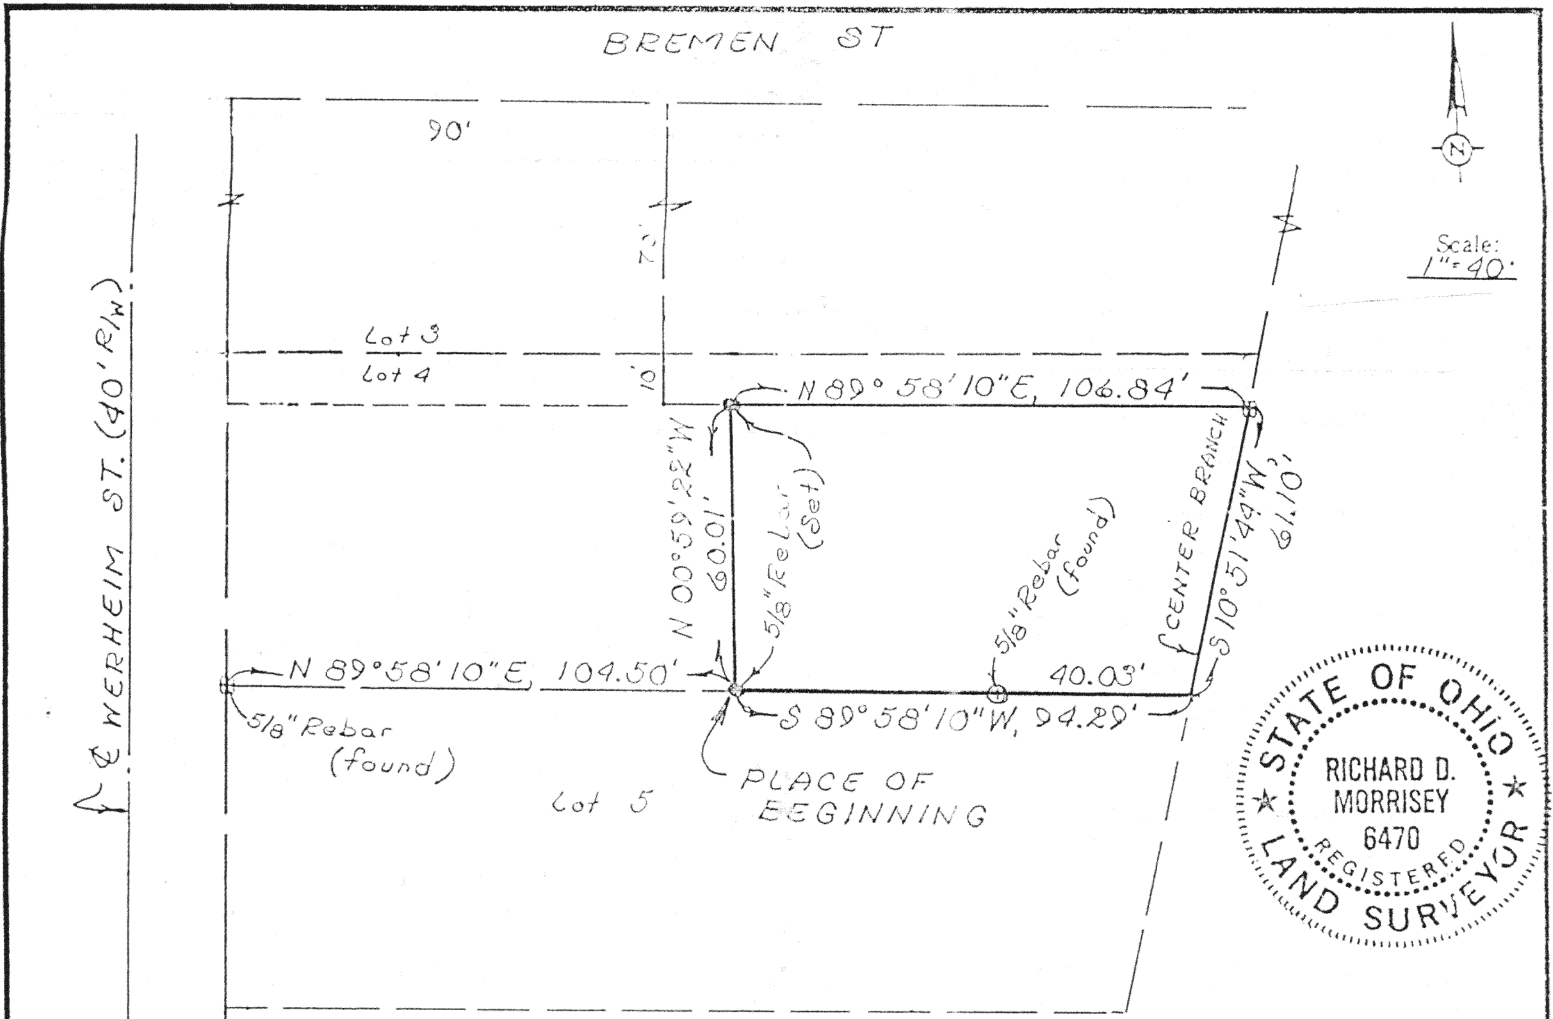 BREMEN ST
90'
Z
Scale:
1"=40'
Lot 3
Lot 4
10'
N 89° 58' 10" E, 106.84'
N 00° 59' 22" W
60.01'
5/8" Rebar
(Set)
5/8" Rebar
(found)
CENTER BRANCH
S 10° 51' 44" W,
61.10'
℄ WERHEIM ST. (40' R/W)
N 89° 58' 10" E, 104.50'
40.03'
S 89° 58' 10" W, 94.29'
5/8" Rebar
(found)
Lot 5
PLACE OF
BEGINNING
STATE OF OHIO
RICHARD D.
MORRISEY
6470
REGISTERED
LAND SURVEYOR